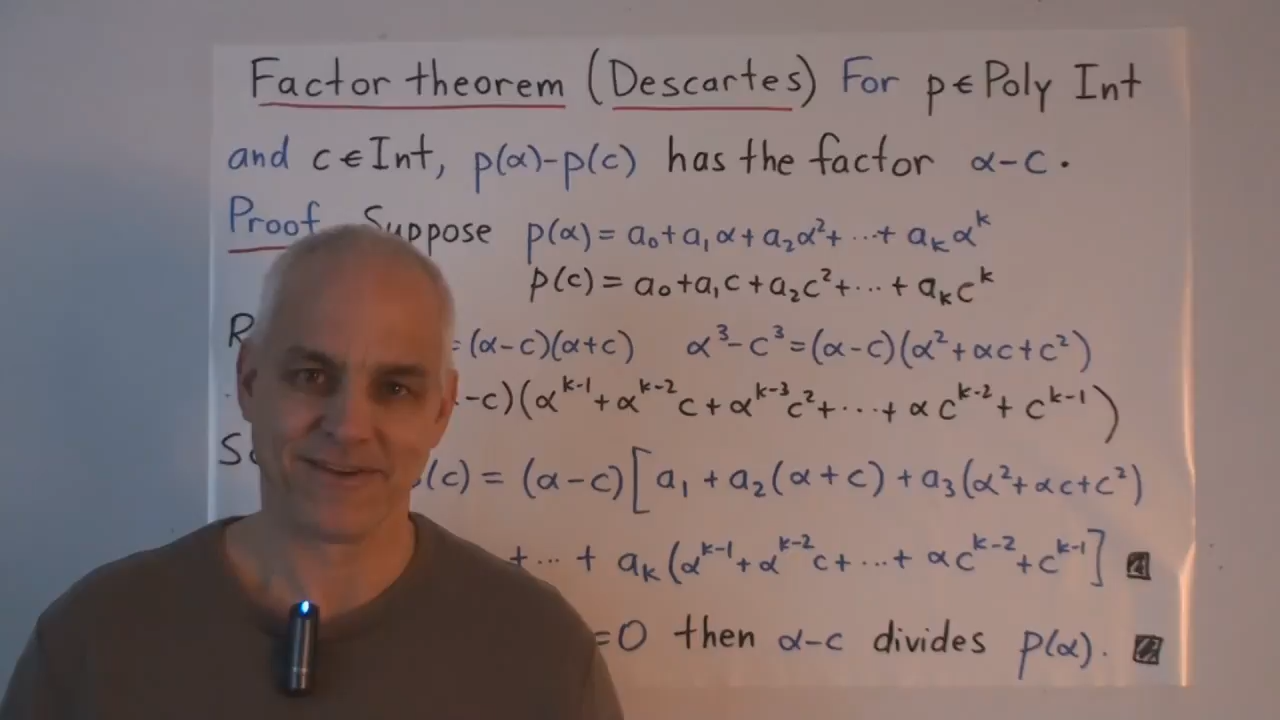 Factor theorem (Descartes) For p∈Poly Int
and c∈Int, p(α)-p(c) has the factor α-c.
Proof Suppose p(α)=a₀+a₁α+a₂α²+⋯+aₖαᵏ
p(c)=a₀+a₁c+a₂c²+⋯+aₖcᵏ
=(α-c)(α+c) α³-c³=(α-c)(α²+αc+c²)
-c)(αᵏ⁻¹+αᵏ⁻²c+αᵏ⁻³c²+⋯+αcᵏ⁻²+cᵏ⁻¹)
(c)=(α-c)[a₁+a₂(α+c)+a₃(α²+αc+c²)
+⋯+aₖ(αᵏ⁻¹+αᵏ⁻²c+⋯+αcᵏ⁻²+cᵏ⁻¹]
=0 then α-c divides p(α).